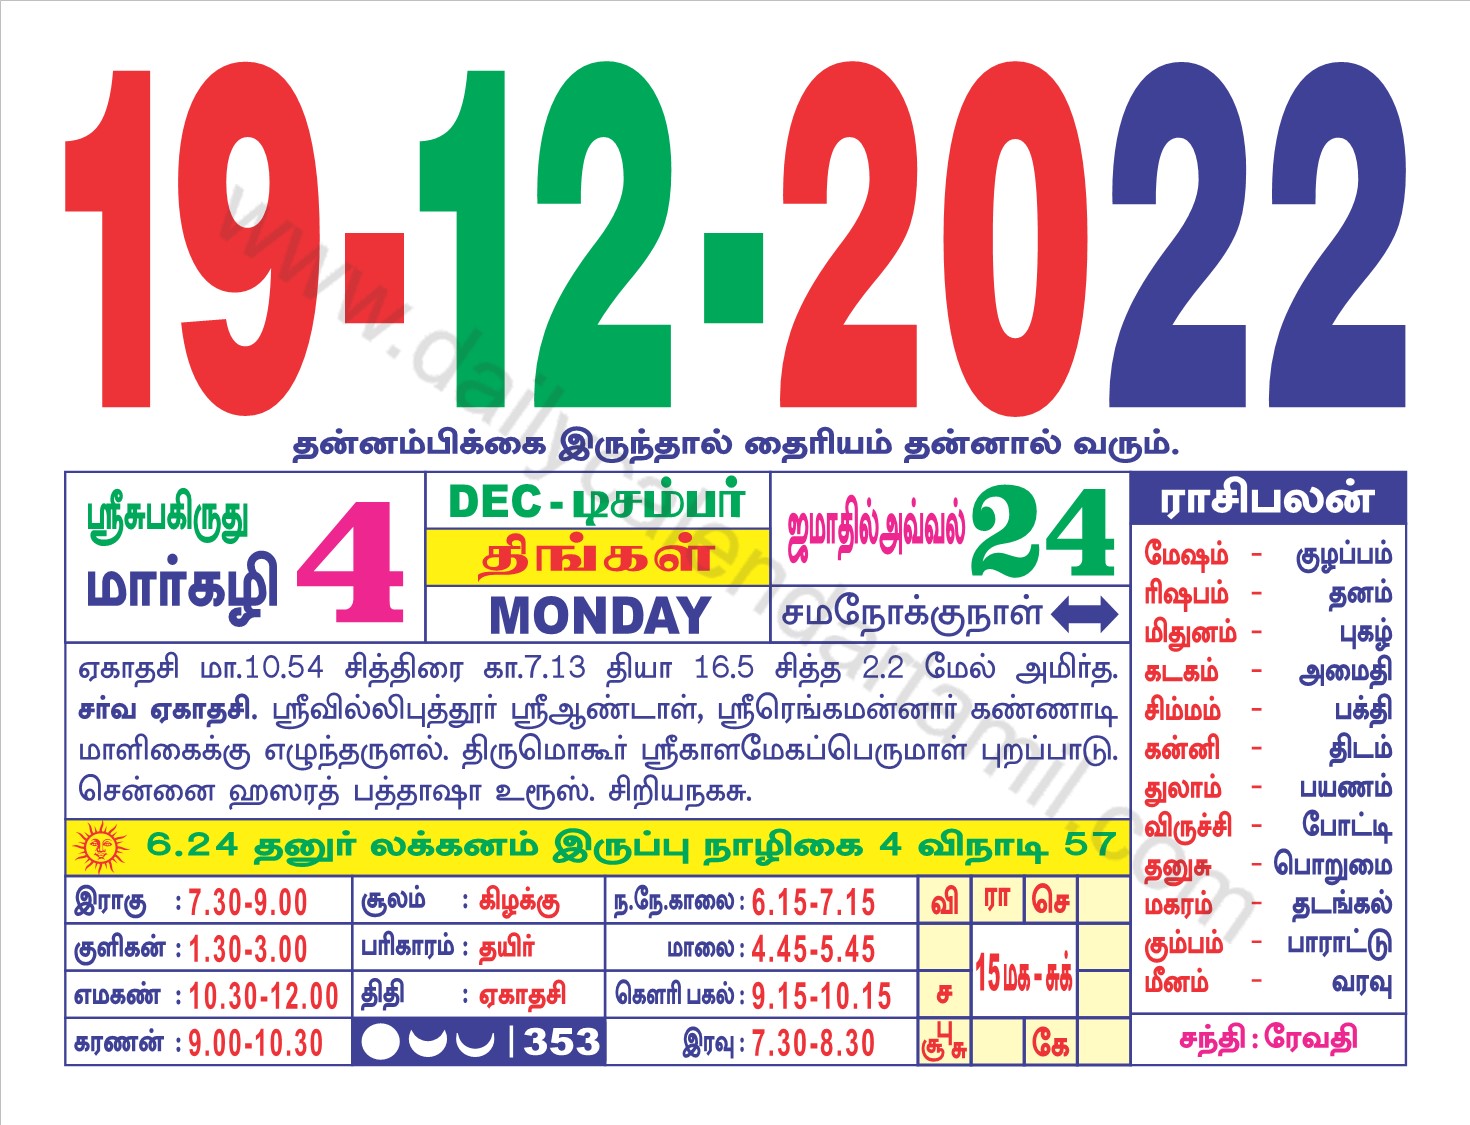 19-12-2022
தன்னம்பிக்கை இருந்தால் தைரியம் தன்னால் வரும்.
ஸ்ரீசுபகிருது
மார்கழி 4
DEC - டிசம்பர்
திங்கள்
MONDAY
ஜமாதில் அவ்வல் 24
சமநோக்குநாள்
ஏகாதசி மா.10.54 சித்திரை கா.7.13 தியா 16.5 சித்த 2.2 மேல் அமிர்த.
சர்வ ஏகாதசி. ஸ்ரீவில்லிபுத்தூர் ஸ்ரீஆண்டாள், ஸ்ரீரெங்கமன்னார் கண்ணாடி
மாளிகைக்கு எழுந்தருளல். திருமொகூர் ஸ்ரீகாளமேகப்பெருமாள் புறப்பாடு.
சென்னை ஹஸரத் பத்தாஷா உரூஸ். சிறியநகசு.
6.24 தனுர் லக்கனம் இருப்பு நாழிகை 4 விநாடி 57
இராகு : 7.30-9.00 சூலம் : கிழக்கு ந.நே.காலை : 6.15-7.15
குளிகன் : 1.30-3.00 பரிகாரம் : தயிர் மாலை : 4.45-5.45
எமகண் : 10.30-12.00 திதி : ஏகாதசி கௌரி பகல் : 9.15-10.15
கரணன் : 9.00-10.30 353 இரவு : 7.30-8.30
வி ரா செ
15 மக - சுக்
ச
சூ பு சு கே
ராசிபலன்
மேஷம் - குழப்பம்
ரிஷபம் - தனம்
மிதுனம் - புகழ்
கடகம் - அமைதி
சிம்மம் - பக்தி
கன்னி - திடம்
துலாம் - பயணம்
விருச்சி - போட்டி
தனுசு - பொறுமை
மகரம் - தடங்கல்
கும்பம் - பாராட்டு
மீனம் - வரவு
சந்தி : ரேவதி
www.dailycalendartamil.com